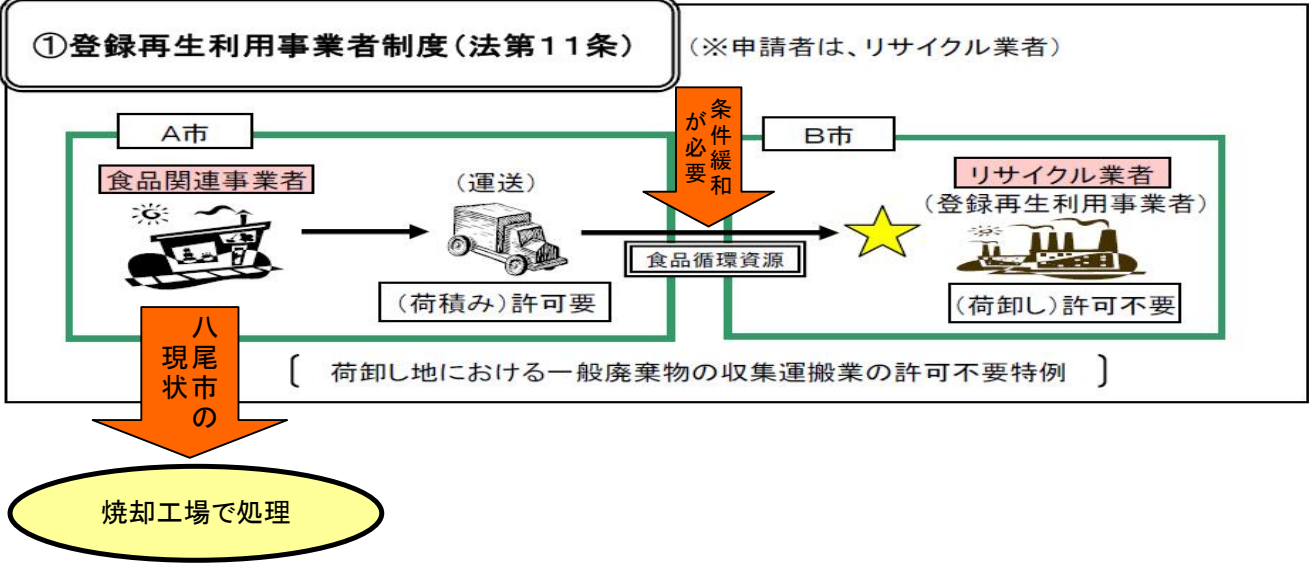 ①登録再生利用事業者制度(法第11条)
(※申請者は、リサイクル業者)
条件緩和
が必要
A市
B市
食品関連事業者
(運送)
リサイクル業者
(登録再生利用事業者)
食品循環資源
(荷積み)許可要
(荷卸し)許可不要
八尾市の
現状
〔 荷卸し地における一般廃棄物の収集運搬業の許可不要特例 〕
焼却工場で処理